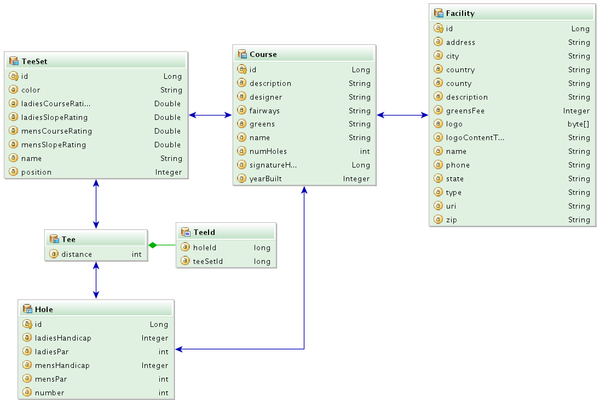 TeeSet
id Long
color String
ladiesCourseRati... Double
ladiesSlopeRating Double
mensCourseRating Double
mensSlopeRating Double
name String
position Integer
Course
id Long
description String
designer String
fairways String
greens String
name String
numHoles int
signatureH... Long
yearBuilt Integer
Facility
id Long
address String
city String
country String
county String
description String
greensFee Integer
logo byte[]
logoContentT... String
name String
phone String
state String
type String
uri String
zip String
Tee
distance int
TeeId
holeId long
teeSetId long
Hole
id Long
ladiesHandicap Integer
ladiesPar int
mensHandicap Integer
mensPar int
number int